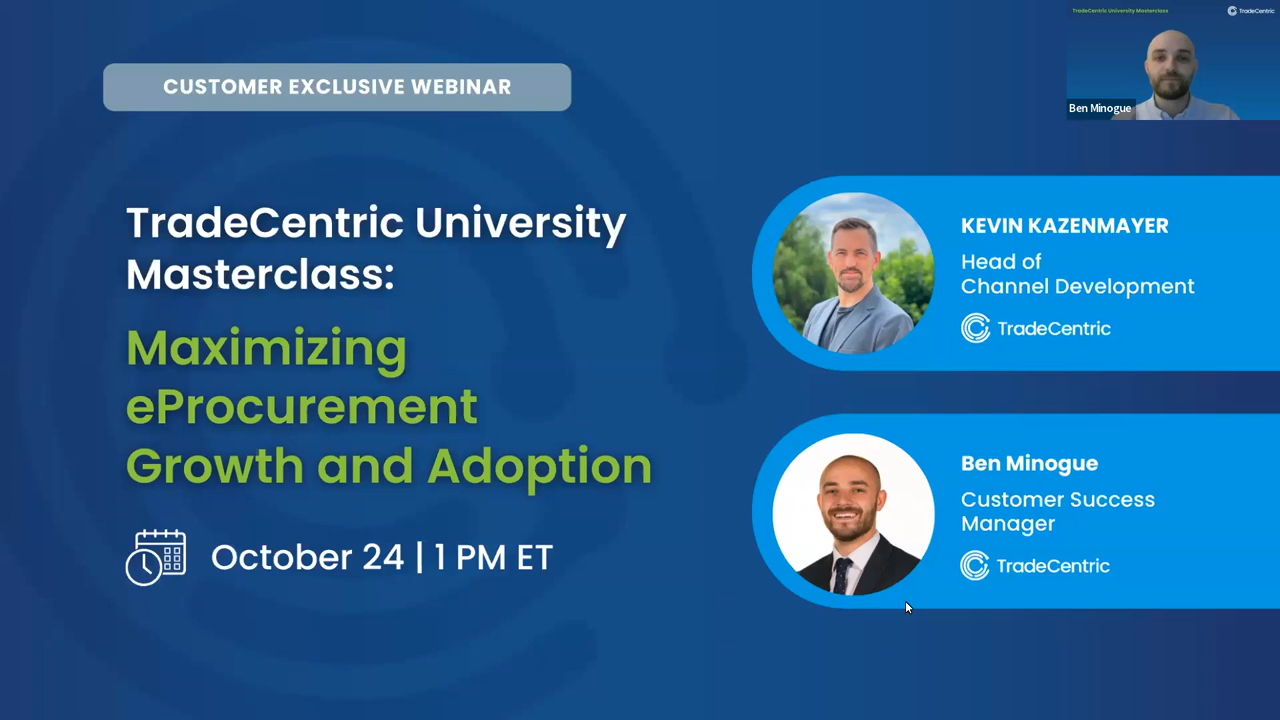 TradeCentric University Masterclass
TradeCentric
Ben Minogue
CUSTOMER EXCLUSIVE WEBINAR
TradeCentric University
Masterclass:
Maximizing
eProcurement
Growth and Adoption
October 24 | 1 PM ET
KEVIN KAZENMAYER
Head of
Channel Development
TradeCentric
Ben Minogue
Customer Success
Manager
TradeCentric